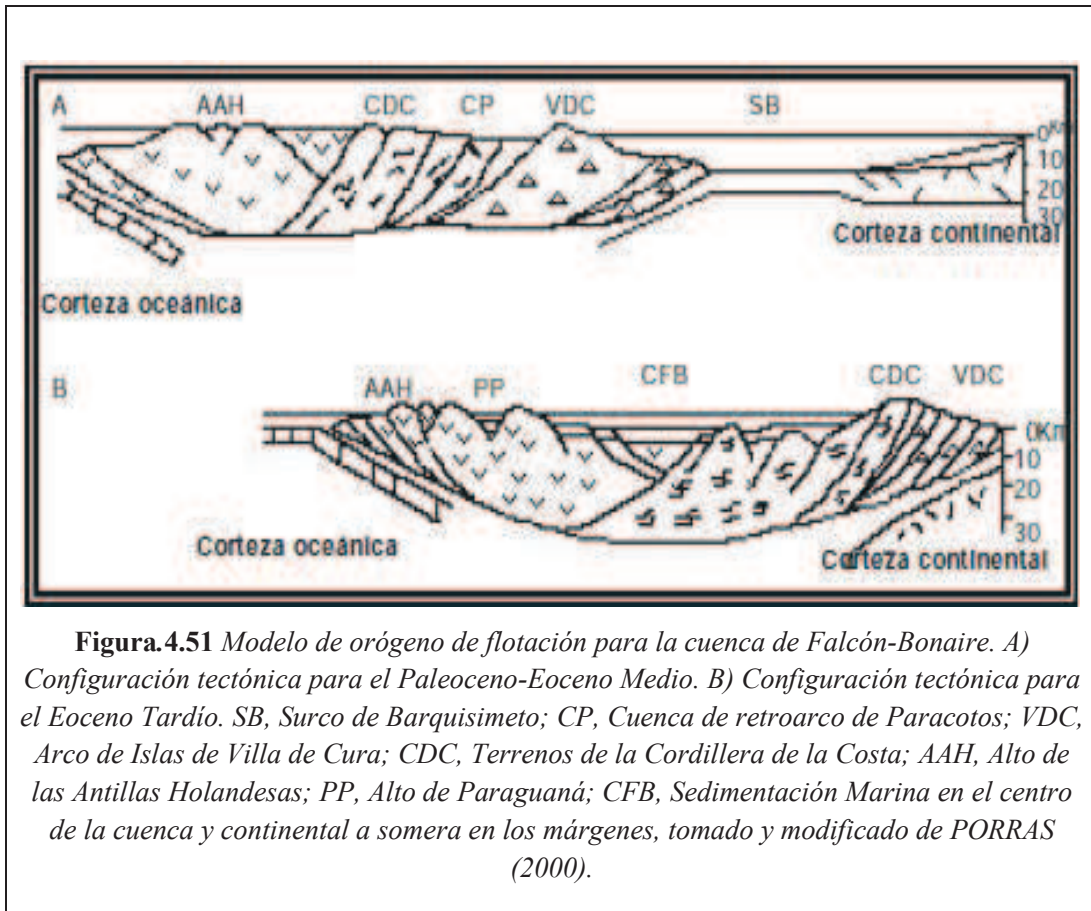 A AAH CDC CP VDC SB
0Km
10
20
30
Corteza continental
Corteza oceánica
B AAH PP CFB CDC VDC
0Km
10
20
30
Corteza oceánica
Corteza continental
Figura.4.51 Modelo de orógeno de flotación para la cuenca de Falcón-Bonaire. A)
Configuración tectónica para el Paleoceno-Eoceno Medio. B) Configuración tectónica para
el Eoceno Tardío. SB, Surco de Barquisimeto; CP, Cuenca de retroarco de Paracotos; VDC,
Arco de Islas de Villa de Cura; CDC, Terrenos de la Cordillera de la Costa; AAH, Alto de
las Antillas Holandesas; PP, Alto de Paraguaná; CFB, Sedimentación Marina en el centro
de la cuenca y continental a somera en los márgenes, tomado y modificado de PORRAS
(2000).